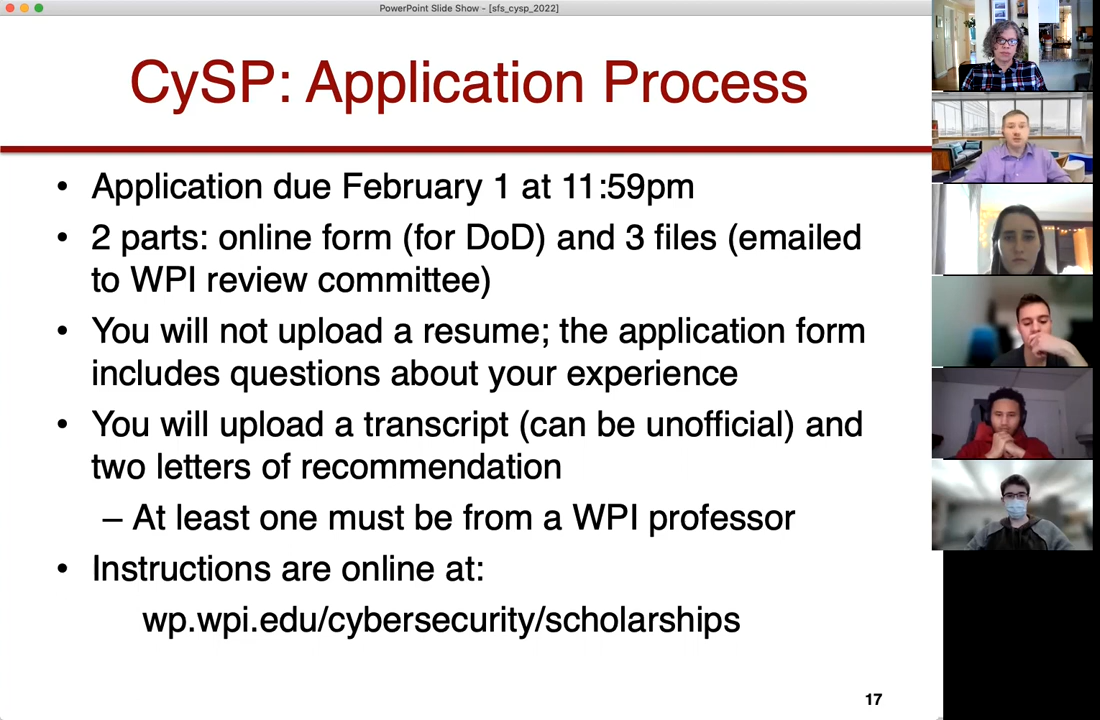 PowerPoint Slide Show - [sfs_cysp_2022]
CySP: Application Process
• Application due February 1 at 11:59pm
• 2 parts: online form (for DoD) and 3 files (emailed
to WPI review committee)
• You will not upload a resume; the application form
includes questions about your experience
• You will upload a transcript (can be unofficial) and
two letters of recommendation
– At least one must be from a WPI professor
• Instructions are online at:
wp.wpi.edu/cybersecurity/scholarships
17